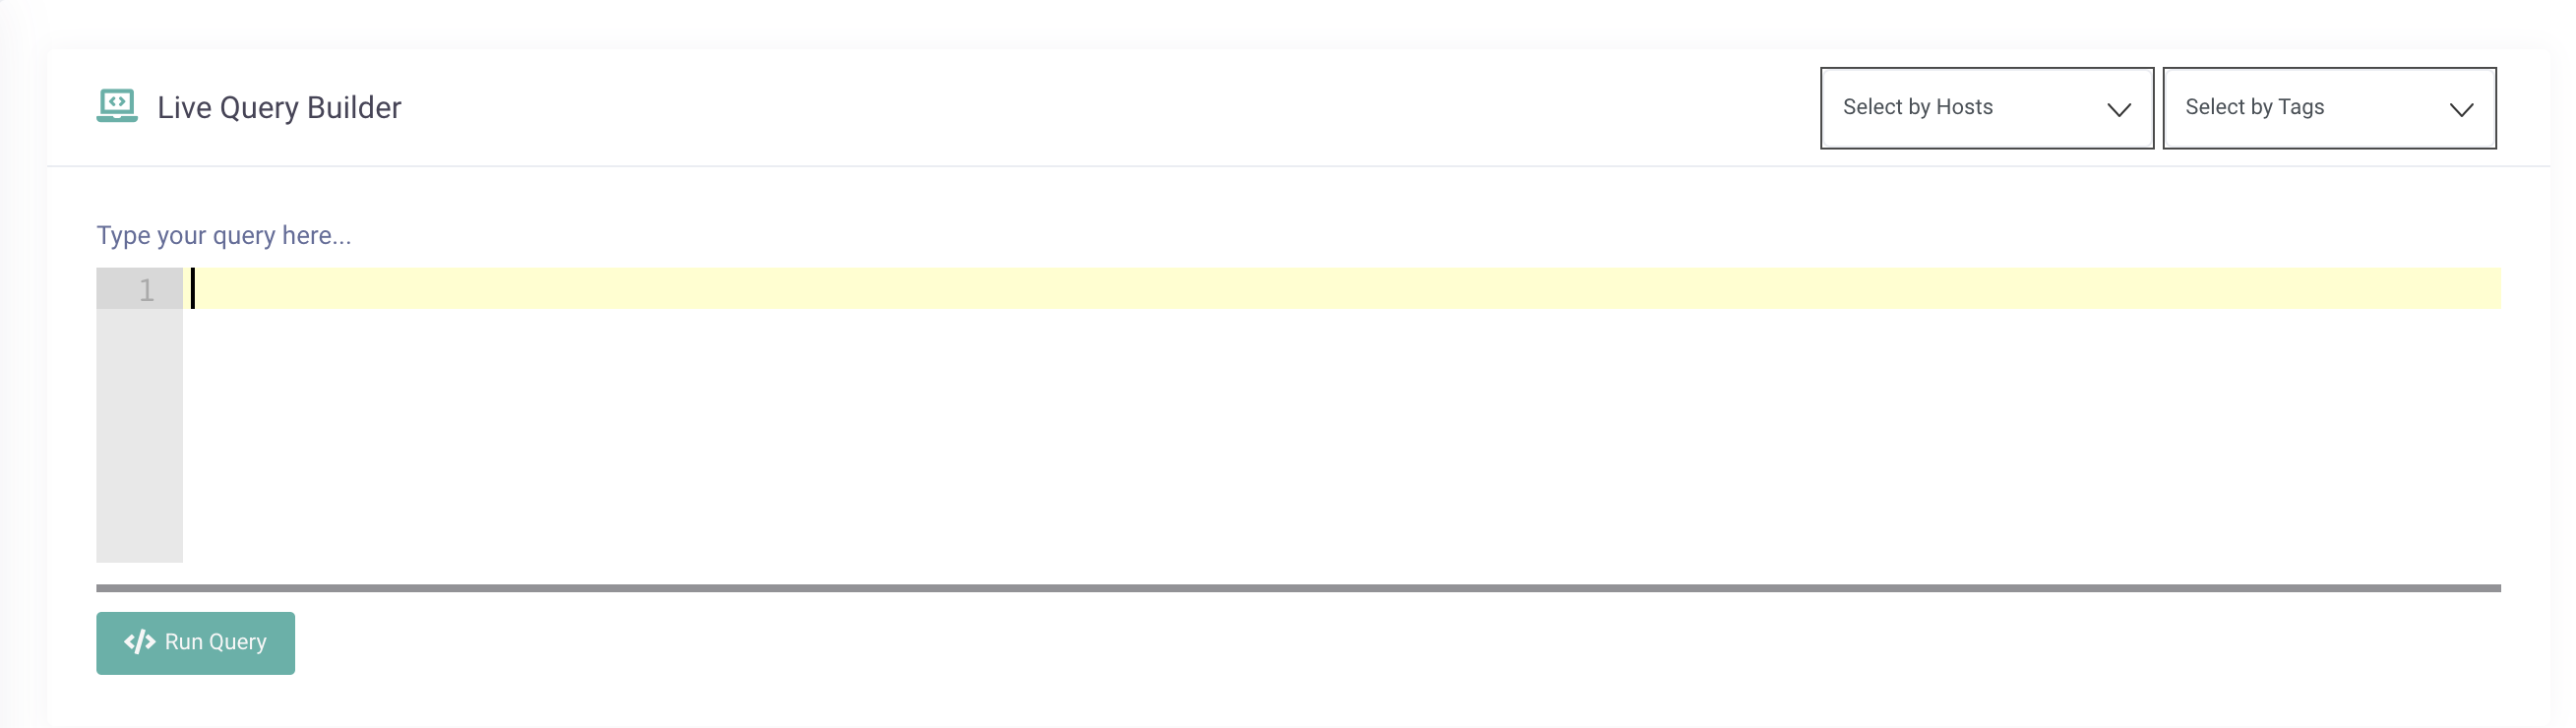 Live Query Builder
Select by Hosts
Select by Tags
Type your query here...
1
</> Run Query